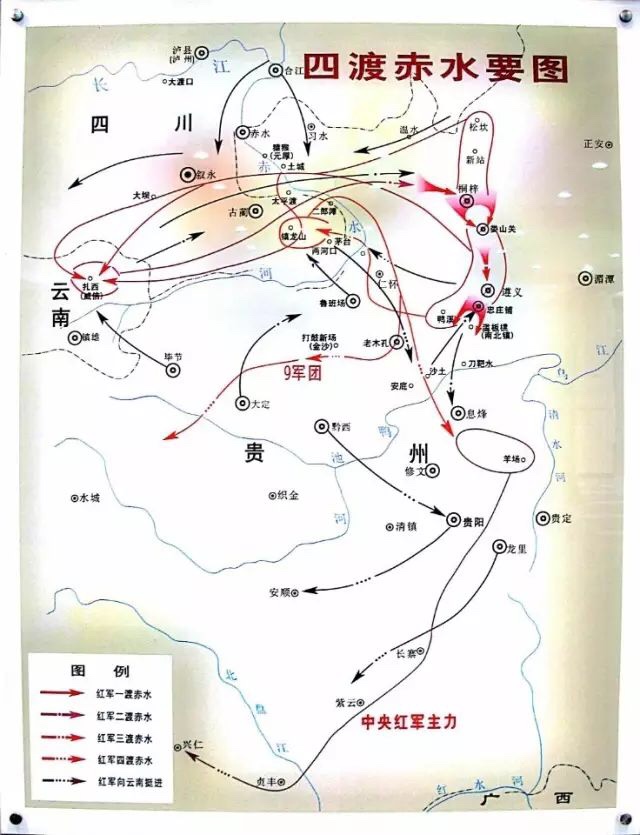 四渡赤水要图
泸县
(泸州)
长 江
合江
大渡口
四 川
赤水
习水
温水
松坎
正安
猿猴
(元厚)
赤
土城
新站
叙永
大坝
太平渡
桐梓
古蔺
二郎滩
水
娄山关
镇龙山
茅台
两河口
河
扎西
(威信)
仁怀
遵义
湄潭
云南
鲁班场
鸭溪
忠庄铺
镇雄
打鼓新场
(金沙)
老木孔
(南北镇)
乌 江
毕节
9军团
沙土
刀靶水
安底
大定
息烽
清水河
黔西
鸭池河
贵 州
修文
羊场
水城
织金
清镇
贵阳
贵定
龙里
安顺
长寨
紫云
中央红军主力
北盘江
兴仁
贞丰
红 水 河
广 西
图 例
红军一渡赤水
红军二渡赤水
红军三渡赤水
红军四渡赤水
红军向云南挺进